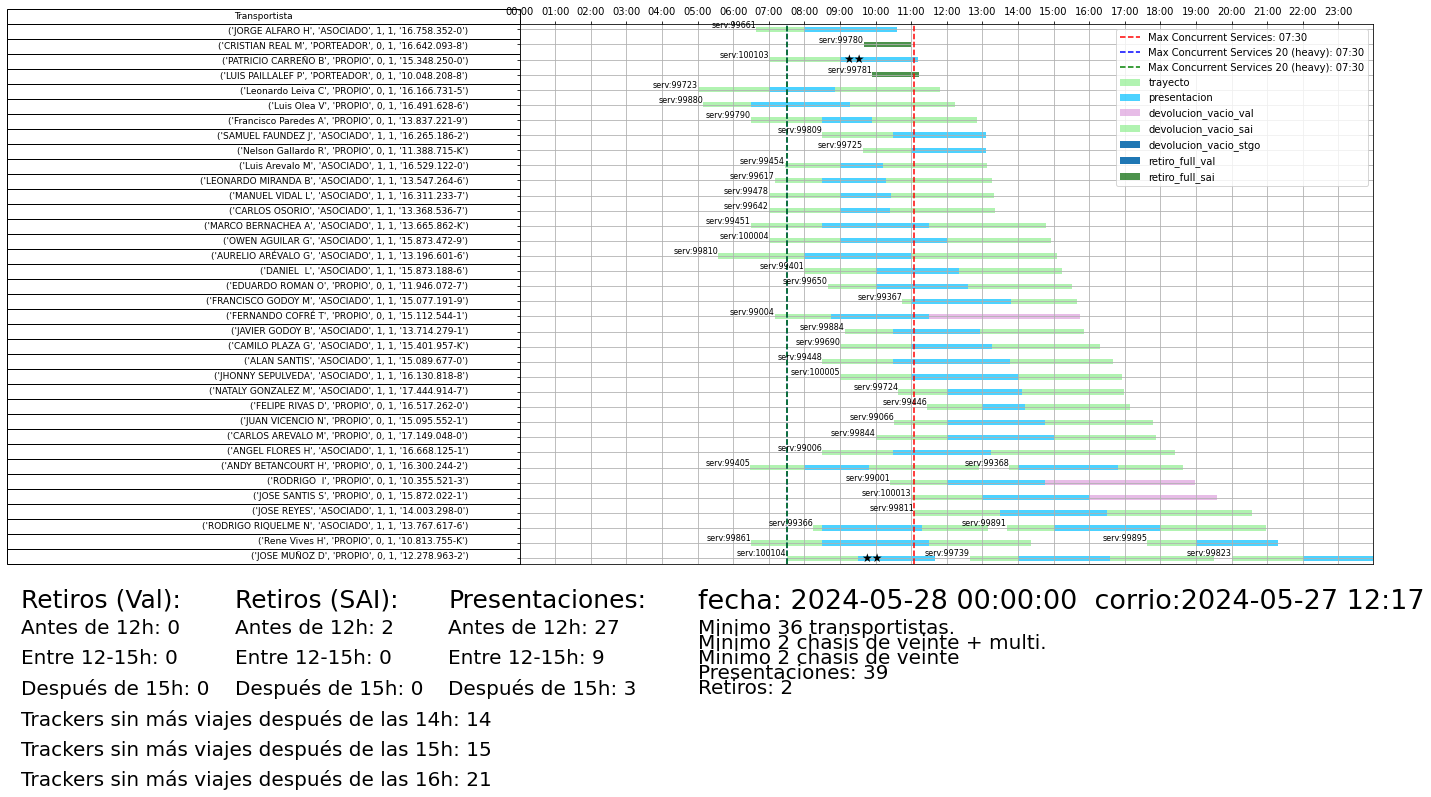 Transportista
00:00 01:00 02:00 03:00 04:00 05:00 06:00 07:00 08:00 09:00 10:00 11:00 12:00 13:00 14:00 15:00 16:00 17:00 18:00 19:00 20:00 21:00 22:00 23:00
('JORGE ALFARO H', 'ASOCIADO', 1, 1, '16.758.352-0') serv:99661
('CRISTIAN REAL M', 'PORTEADOR', 0, 1, '16.642.093-8') serv:99780
('PATRICIO CARREÑO B', 'PROPIO', 0, 1, '15.348.250-0') serv:100103
('LUIS PAILLALEF P', 'PORTEADOR', 0, 1, '10.048.208-8') serv:99781
('Leonardo Leiva C', 'PROPIO', 0, 1, '16.166.731-5') serv:99723
('Luis Olea V', 'PROPIO', 0, 1, '16.491.628-6') serv:99880
('Francisco Paredes A', 'PROPIO', 0, 1, '13.837.221-9') serv:99790
('SAMUEL FAUNDEZ J', 'ASOCIADO', 1, 1, '16.265.186-2') serv:99809
('Nelson Gallardo R', 'PROPIO', 0, 1, '11.388.715-K') serv:99725
('Luis Arevalo M', 'ASOCIADO', 1, 1, '16.529.122-0') serv:99454
('LEONARDO MIRANDA B', 'ASOCIADO', 1, 1, '13.547.264-6') serv:99617
('MANUEL VIDAL L', 'ASOCIADO', 1, 1, '16.311.233-7') serv:99478
('CARLOS OSORIO', 'ASOCIADO', 1, 1, '13.368.536-7') serv:99642
('MARCO BERNACHEA A', 'ASOCIADO', 1, 1, '13.665.862-K') serv:99451
('OWEN AGUILAR G', 'ASOCIADO', 1, 1, '15.873.472-9') serv:100004
('AURELIO ARÉVALO G', 'ASOCIADO', 1, 1, '13.196.601-6') serv:99810
('DANIEL  L', 'ASOCIADO', 1, 1, '15.873.188-6') serv:99401
('EDUARDO ROMAN O', 'PROPIO', 0, 1, '11.946.072-7') serv:99650
('FRANCISCO GODOY M', 'ASOCIADO', 1, 1, '15.077.191-9') serv:99367
('FERNANDO COFRÉ T', 'PROPIO', 0, 1, '15.112.544-1') serv:99004
('JAVIER GODOY B', 'ASOCIADO', 1, 1, '13.714.279-1') serv:99884
('CAMILO PLAZA G', 'ASOCIADO', 1, 1, '15.401.957-K') serv:99690
('ALAN SANTIS', 'ASOCIADO', 1, 1, '15.089.677-0') serv:99448
('JHONNY SEPULVEDA', 'ASOCIADO', 1, 1, '16.130.818-8') serv:100005
('NATALY GONZALEZ M', 'ASOCIADO', 1, 1, '17.444.914-7') serv:99724
('FELIPE RIVAS D', 'PROPIO', 0, 1, '16.517.262-0') serv:99446
('JUAN VICENCIO N', 'PROPIO', 0, 1, '15.095.552-1') serv:99066
('CARLOS AREVALO M', 'PROPIO', 0, 1, '17.149.048-0') serv:99844
('ANGEL FLORES H', 'PROPIO', 0, 1, '16.668.125-1') serv:99006
('ANDY BETANCOURT H', 'PROPIO', 0, 1, '16.300.244-2') serv:99405 serv:99368
('RODRIGO  I', 'PROPIO', 0, 1, '10.355.521-3') serv:99001
('JOSE SANTIS S', 'PROPIO', 0, 1, '15.872.022-1') serv:100013
('JOSE REYES', 'ASOCIADO', 1, 1, '14.003.298-0') serv:99811
('RODRIGO RIQUELME N', 'ASOCIADO', 1, 1, '13.767.617-6') serv:99366 serv:99891
('Rene Vives H', 'PROPIO', 0, 1, '10.813.755-K') serv:99861 serv:99895
('JOSE MUÑOZ D', 'PROPIO', 0, 1, '12.278.963-2') serv:100104 serv:99739 serv:99823
Max Concurrent Services: 07:30
Max Concurrent Services 20 (heavy): 07:30
Max Concurrent Services 20 (heavy): 07:30
trayecto
presentacion
devolucion_vacio_val
devolucion_vacio_sai
devolucion_vacio_stgo
retiro_full_val
retiro_full_sai
Retiros (Val): Retiros (SAI): Presentaciones: fecha: 2024-05-28 00:00:00  corrio:2024-05-27 12:17
Antes de 12h: 0 Antes de 12h: 2 Antes de 12h: 27
Entre 12-15h: 0 Entre 12-15h: 0 Entre 12-15h: 9
Después de 15h: 0 Después de 15h: 0 Después de 15h: 3
Minimo 36 transportistas.
Minimo 2 chasis de veinte + multi.
Minimo 2 chasis de veinte
Presentaciones: 39
Retiros: 2
Trackers sin más viajes después de las 14h: 14
Trackers sin más viajes después de las 15h: 15
Trackers sin más viajes después de las 16h: 21